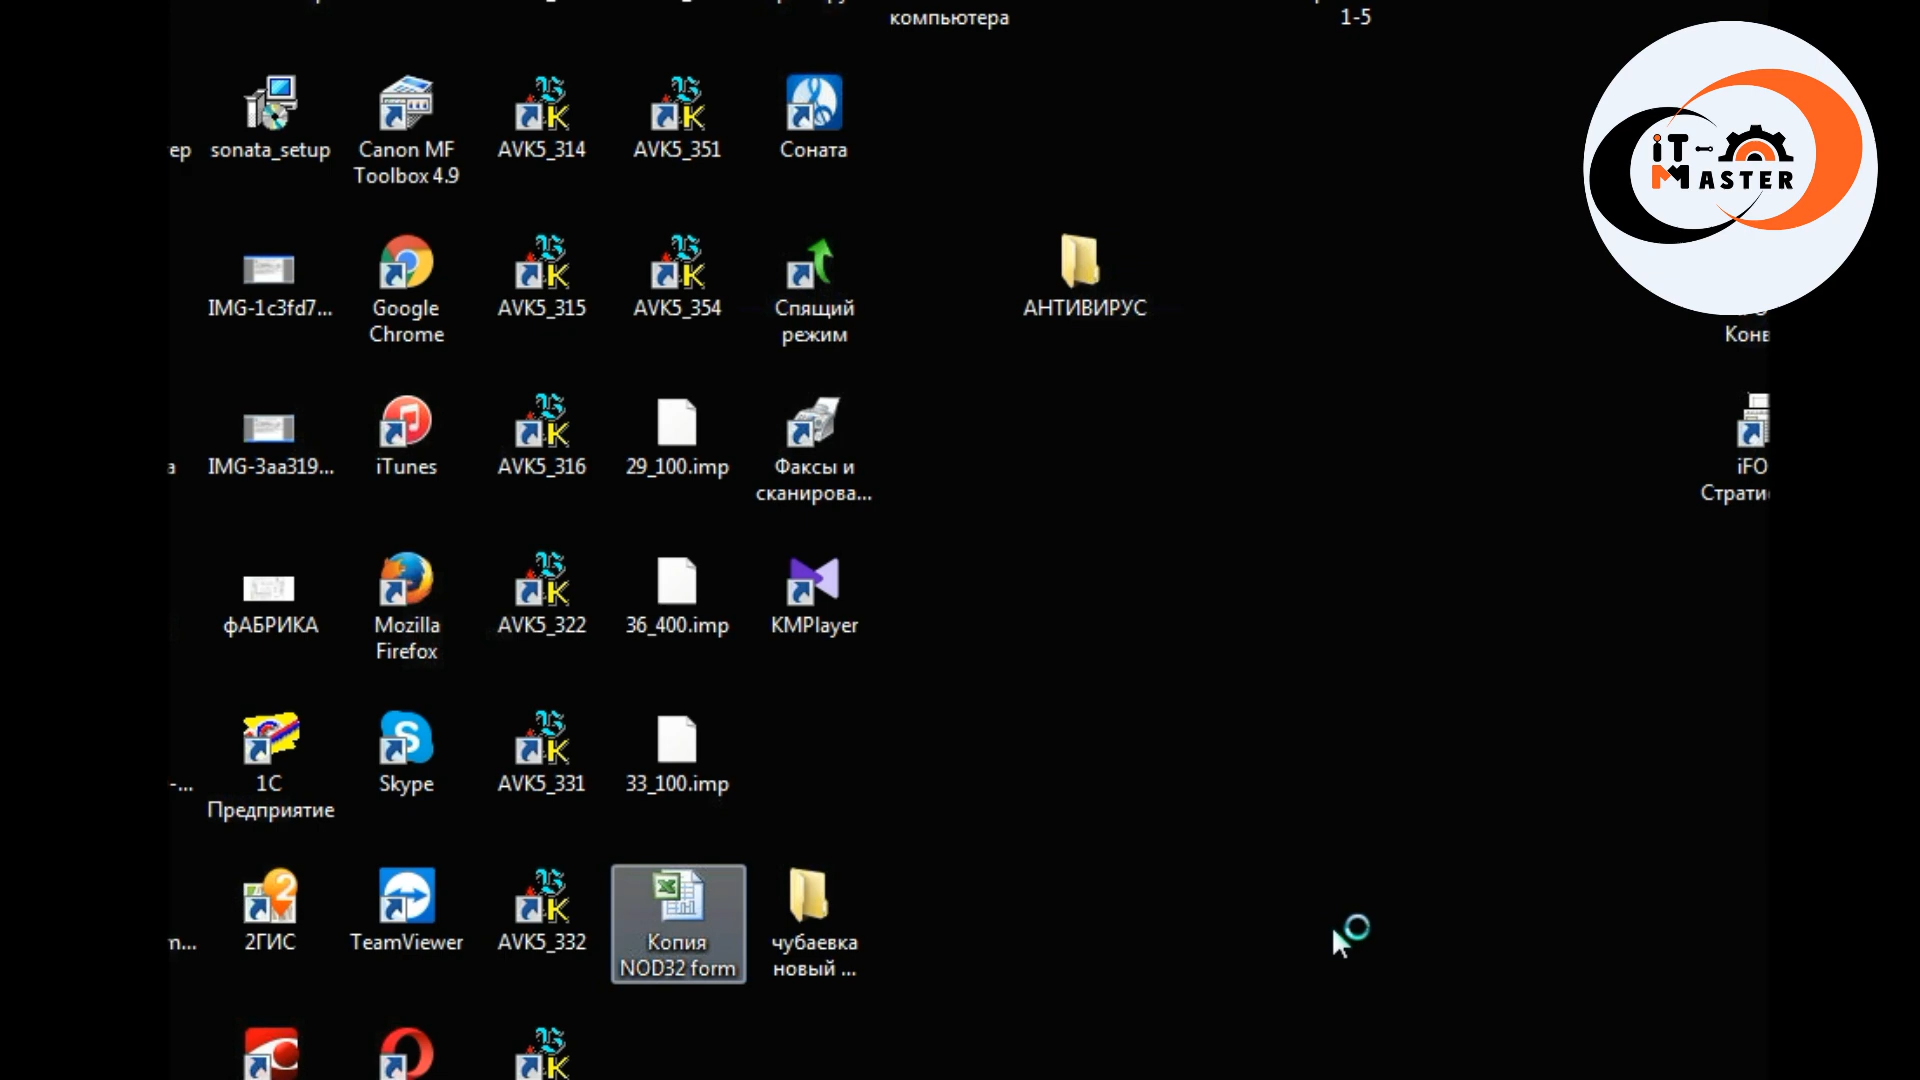 компьютера
1-5
ер
sonata_setup
Canon MF
Toolbox 4.9
AVK5_314
AVK5_351
Соната
iT-
MASTER
IMG-1c3fd7...
Google
Chrome
AVK5_315
AVK5_354
Спящий
режим
АНТИВИРУС
Конв
а
IMG-3aa319...
iTunes
AVK5_316
29_100.imp
Факсы и
сканирова...
iFO
Страти
фАБРИКА
Mozilla
Firefox
AVK5_322
36_400.imp
KMPlayer
-...
1С
Предприятие
Skype
AVK5_331
33_100.imp
m...
2ГИС
TeamViewer
AVK5_332
Копия
NOD32 form
чубаевка
новый ...